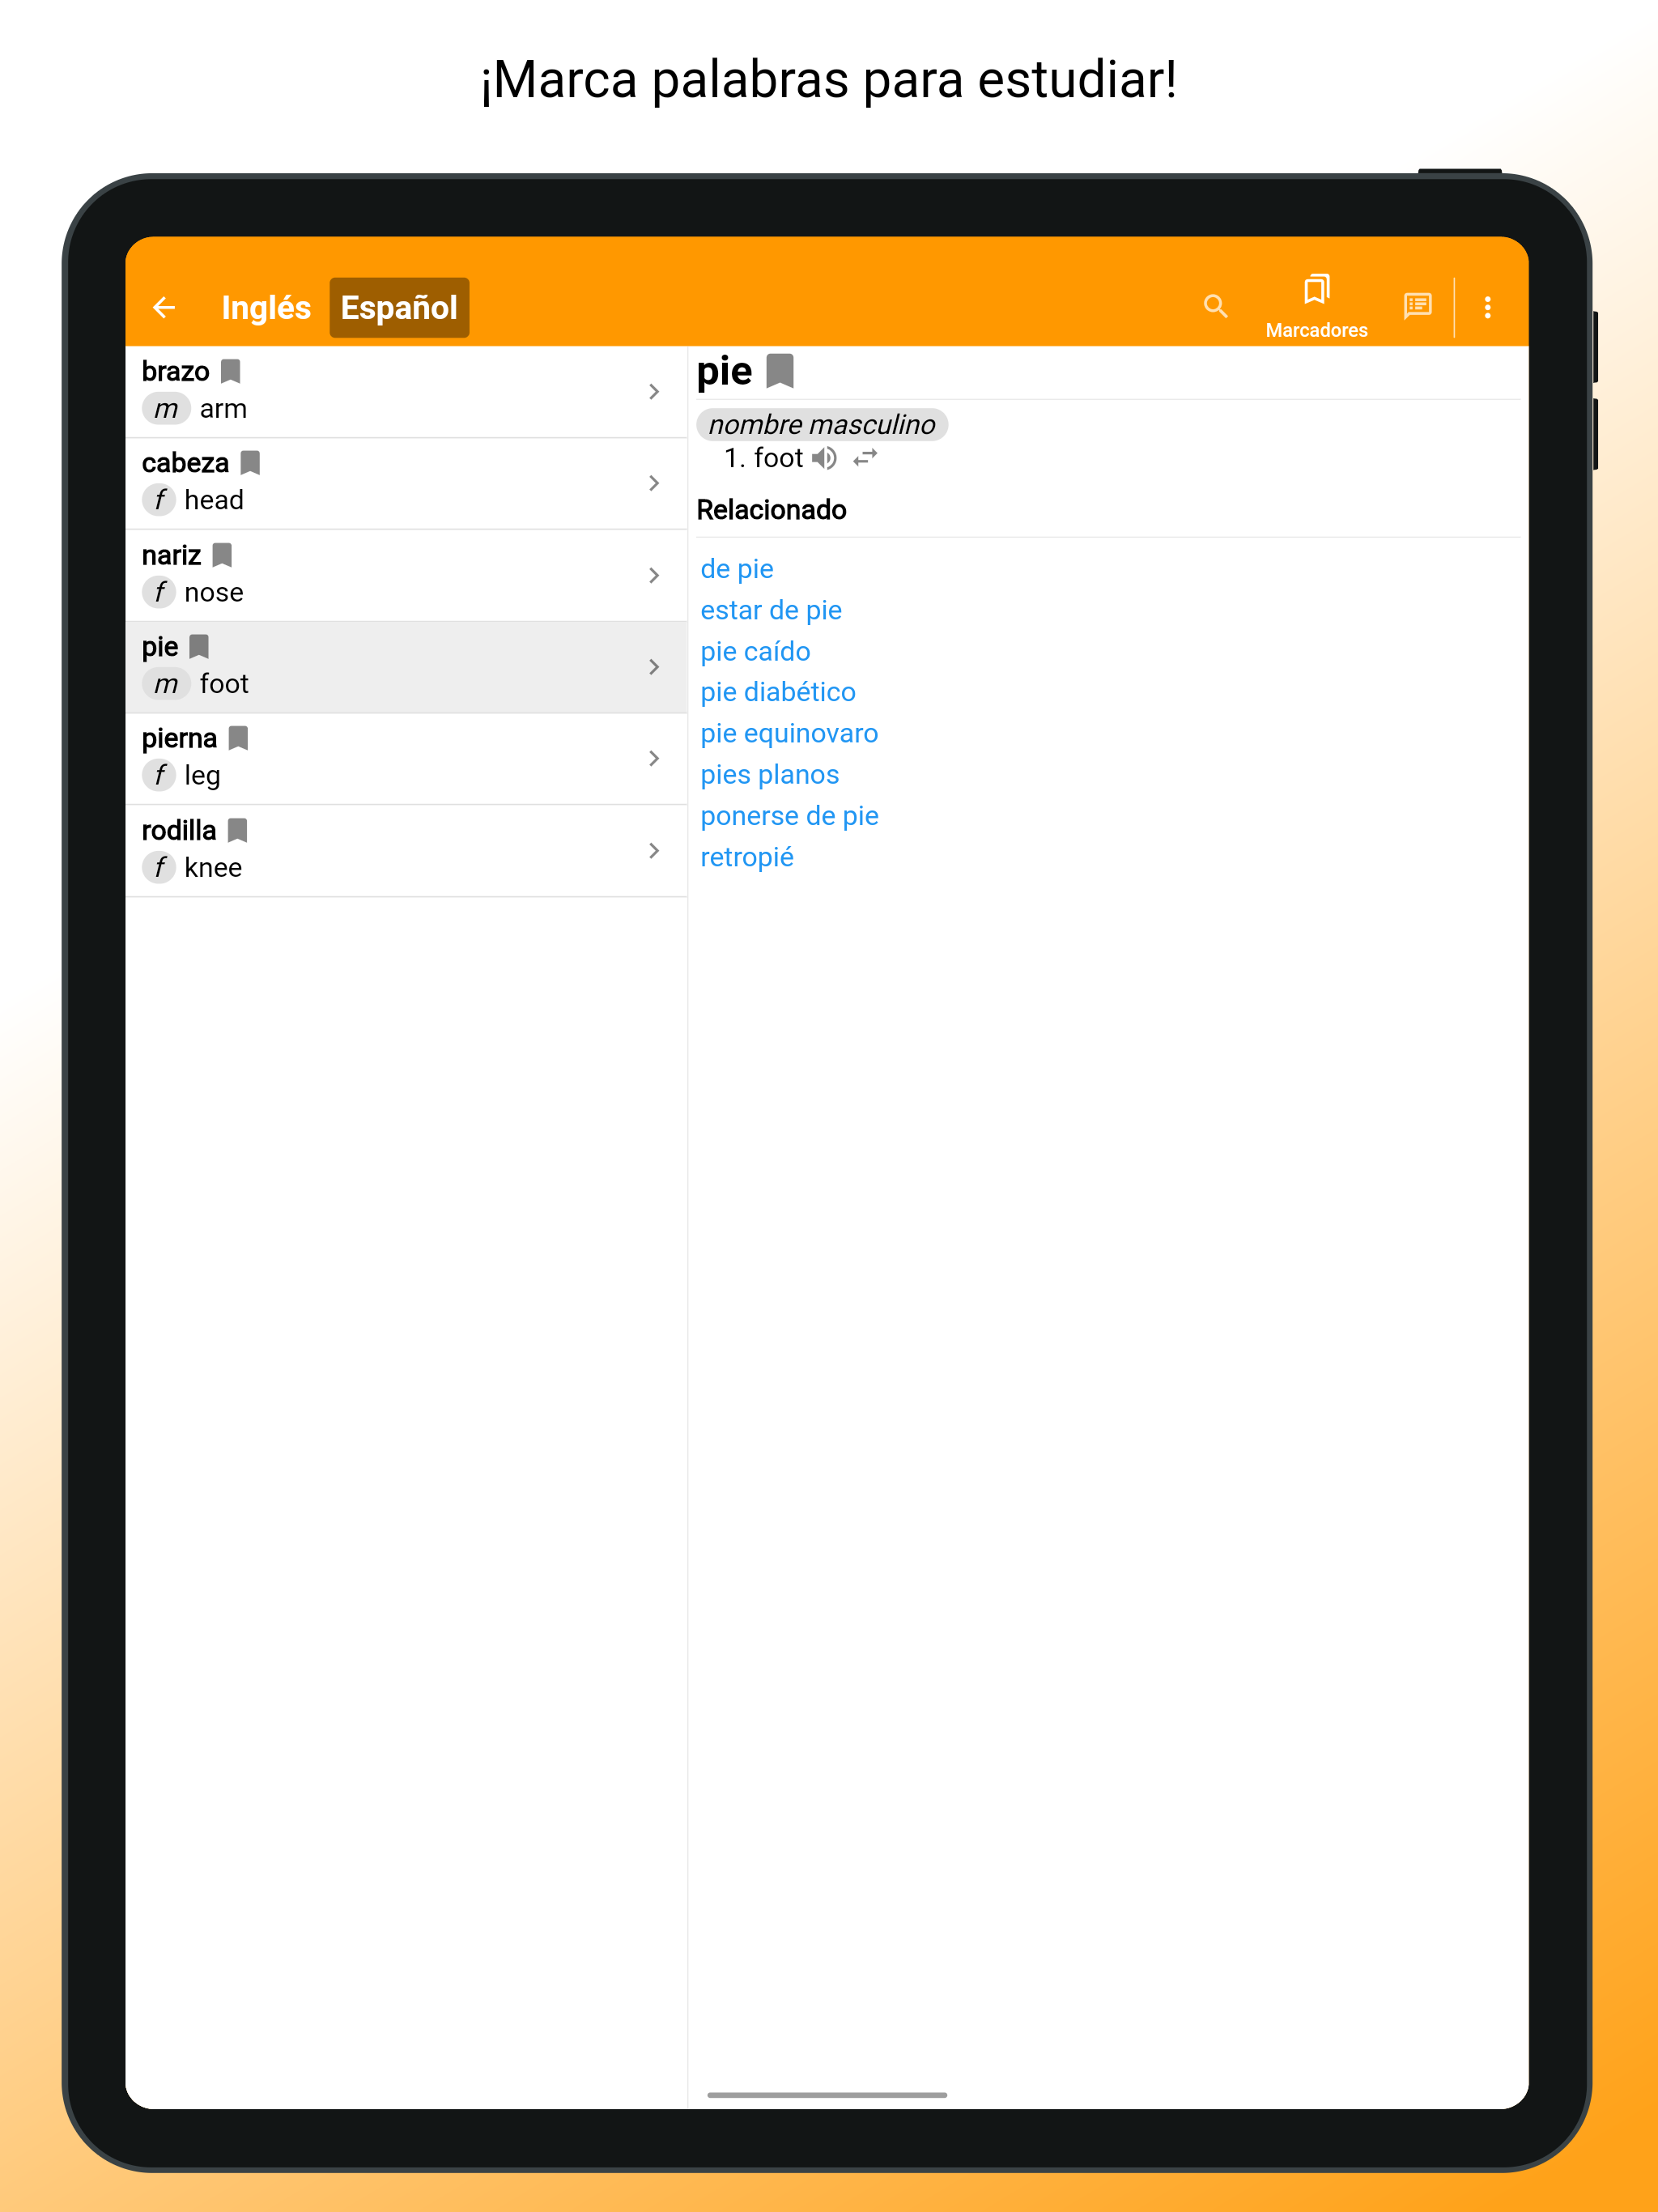 ¡Marca palabras para estudiar!
Inglés Español
Marcadores
brazo
m arm
cabeza
f head
nariz
f nose
pie
m foot
pierna
f leg
rodilla
f knee
pie
nombre masculino
1. foot
Relacionado
de pie
estar de pie
pie caído
pie diabético
pie equinovaro
pies planos
ponerse de pie
retropié